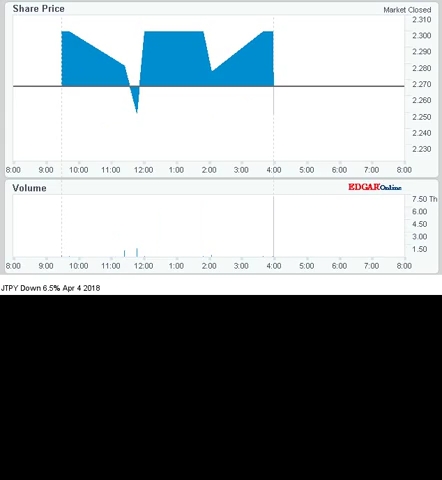 Share Price Market Closed
2.310
2.300
2.290
2.280
2.270
2.260
2.250
2.240
2.230
8:00 9:00 10:00 11:00 12:00 1:00 2:00 3:00 4:00 5:00 6:00 7:00 8:00
Volume EDGAR Online
7.50 Th
6.00
4.50
3.00
1.50
8:00 9:00 10:00 11:00 12:00 1:00 2:00 3:00 4:00 5:00 6:00 7:00 8:00
JTPY Down 6.5% Apr 4 2018